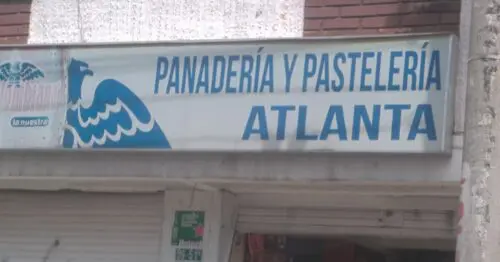 PANADERÍA Y PASTELERÍA
ATLANTA
la nuestra